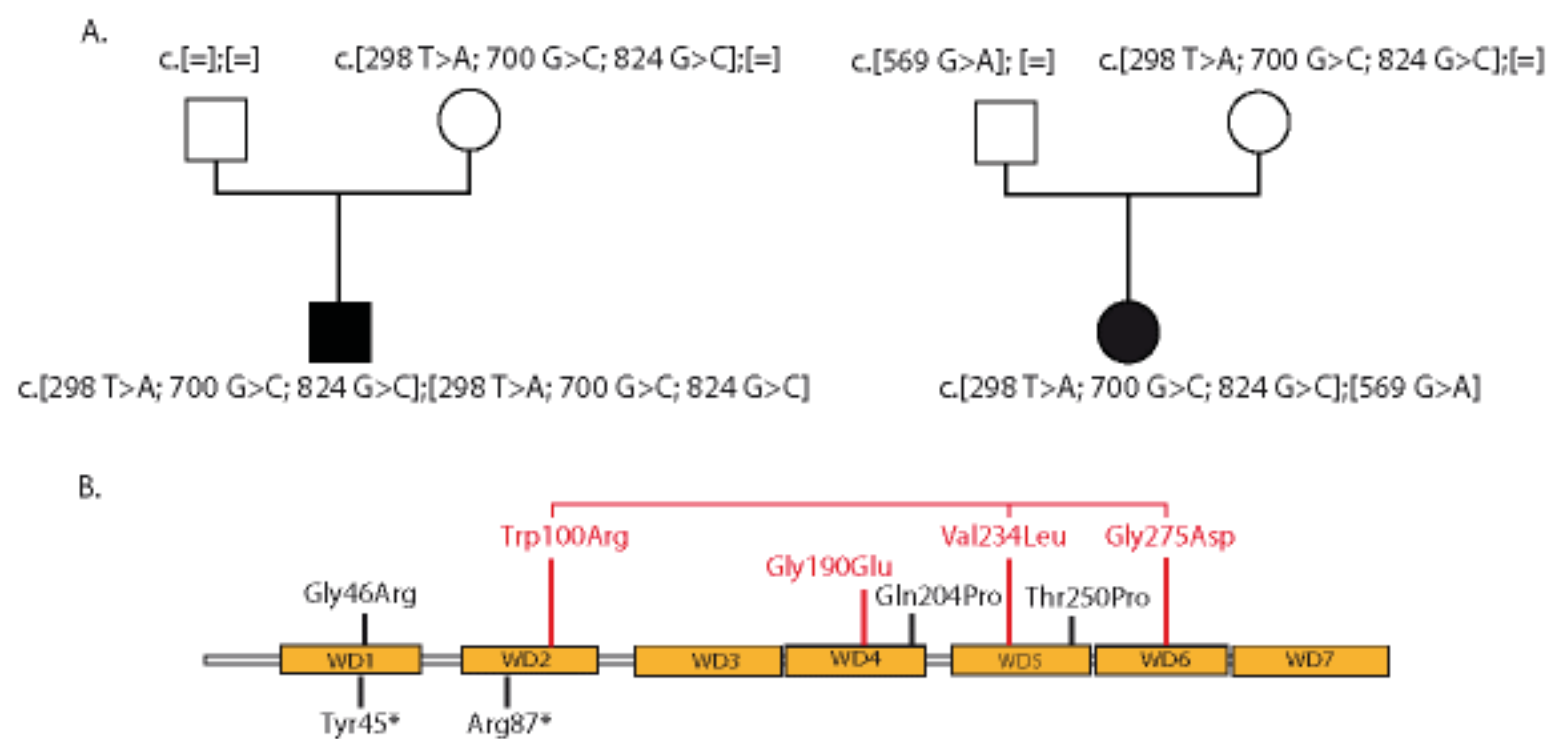 A.
c.[=];[=] c.[298 T>A; 700 G>C; 824 G>C];[=] c.[569 G>A]; [=] c.[298 T>A; 700 G>C; 824 G>C];[=]
c.[298 T>A; 700 G>C; 824 G>C];[298 T>A; 700 G>C; 824 G>C] c.[298 T>A; 700 G>C; 824 G>C];[569 G>A]
B.
Trp100Arg Val234Leu Gly275Asp
Gly190Glu
Gly46Arg Gln204Pro Thr250Pro
WD1 WD2 WD3 WD4 WD5 WD6 WD7
Tyr45* Arg87*